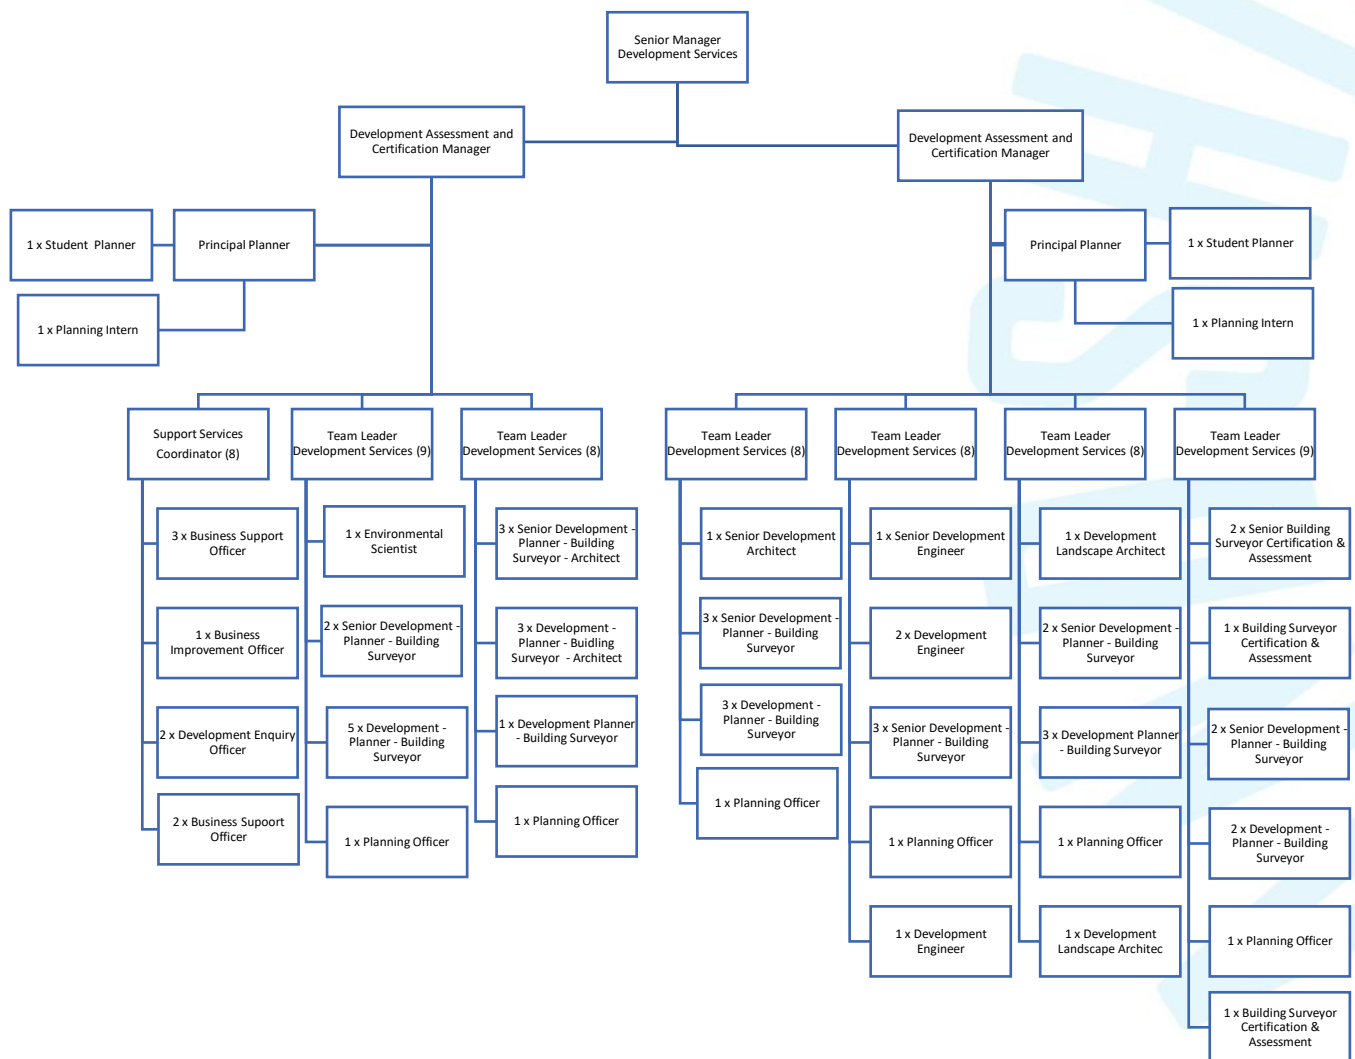 Senior Manager
Development Services
Development Assessment and
Certification Manager
Development Assessment and
Certification Manager
1 x Student Planner
Principal Planner
1 x Planning Intern
Principal Planner
1 x Student Planner
1 x Planning Intern
Support Services
Coordinator (8)
3 x Business Support
Officer
1 x Business
Improvement Officer
2 x Development Enquiry
Officer
2 x Business Support
Officer
Team Leader
Development Services (9)
1 x Environmental
Scientist
2 x Senior Development -
Planner - Building
Surveyor
5 x Development -
Planner - Building
Surveyor
1 x Planning Officer
Team Leader
Development Services (8)
3 x Senior Development -
Planner - Building
Surveyor - Architect
3 x Development -
Planner - Building
Surveyor - Architect
1 x Development Planner
- Building Surveyor
1 x Planning Officer
Team Leader
Development Services (8)
1 x Senior Development
Architect
3 x Senior Development -
Planner - Building
Surveyor
3 x Development -
Planner - Building
Surveyor
1 x Planning Officer
Team Leader
Development Services (8)
1 x Senior Development
Engineer
2 x Development
Engineer
3 x Senior Development -
Planner - Building
Surveyor
1 x Planning Officer
1 x Development
Engineer
Team Leader
Development Services (8)
1 x Development
Landscape Architect
2 x Senior Development -
Planner - Building
Surveyor
3 x Development Planner
- Building Surveyor
1 x Planning Officer
1 x Development
Landscape Architec
Team Leader
Development Services (9)
2 x Senior Building
Surveyor Certification &
Assessment
1 x Building Surveyor
Certification &
Assessment
2 x Senior Development -
Planner - Building
Surveyor
2 x Development -
Planner - Building
Surveyor
1 x Planning Officer
1 x Building Surveyor
Certification &
Assessment